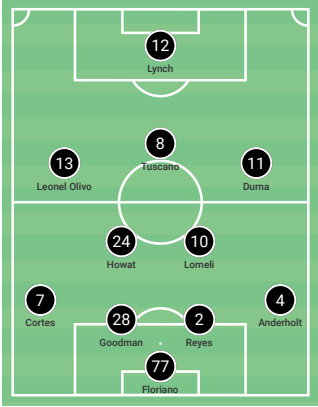 12
Lynch
13
8
11
Leonel Olivo
Tuscano
Durna
24
10
Howat
Lomeli
7
4
Cortes
Anderholt
28
2
Goodman
Reyes
77
Floriano